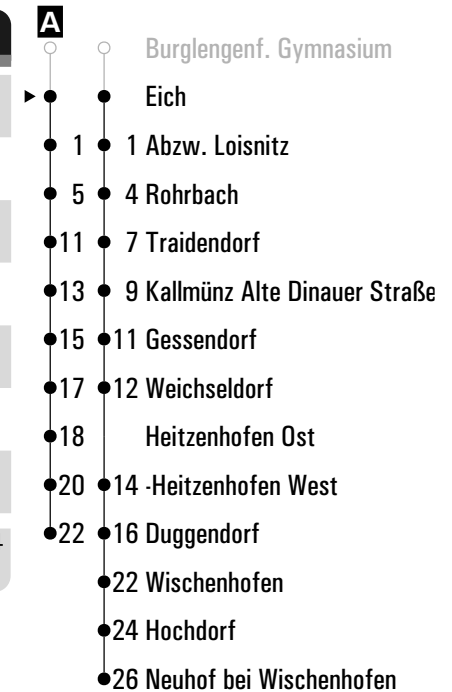 A
Burglengenf. Gymnasium
Eich
1 1 Abzw. Loisnitz
5 4 Rohrbach
11 7 Traidendorf
13 9 Kallmünz Alte Dinauer Straße
15 11 Gessendorf
17 12 Weichseldorf
18 Heitzenhofen Ost
20 14 -Heitzenhofen West
22 16 Duggendorf
22 Wischenhofen
24 Hochdorf
26 Neuhof bei Wischenhofen